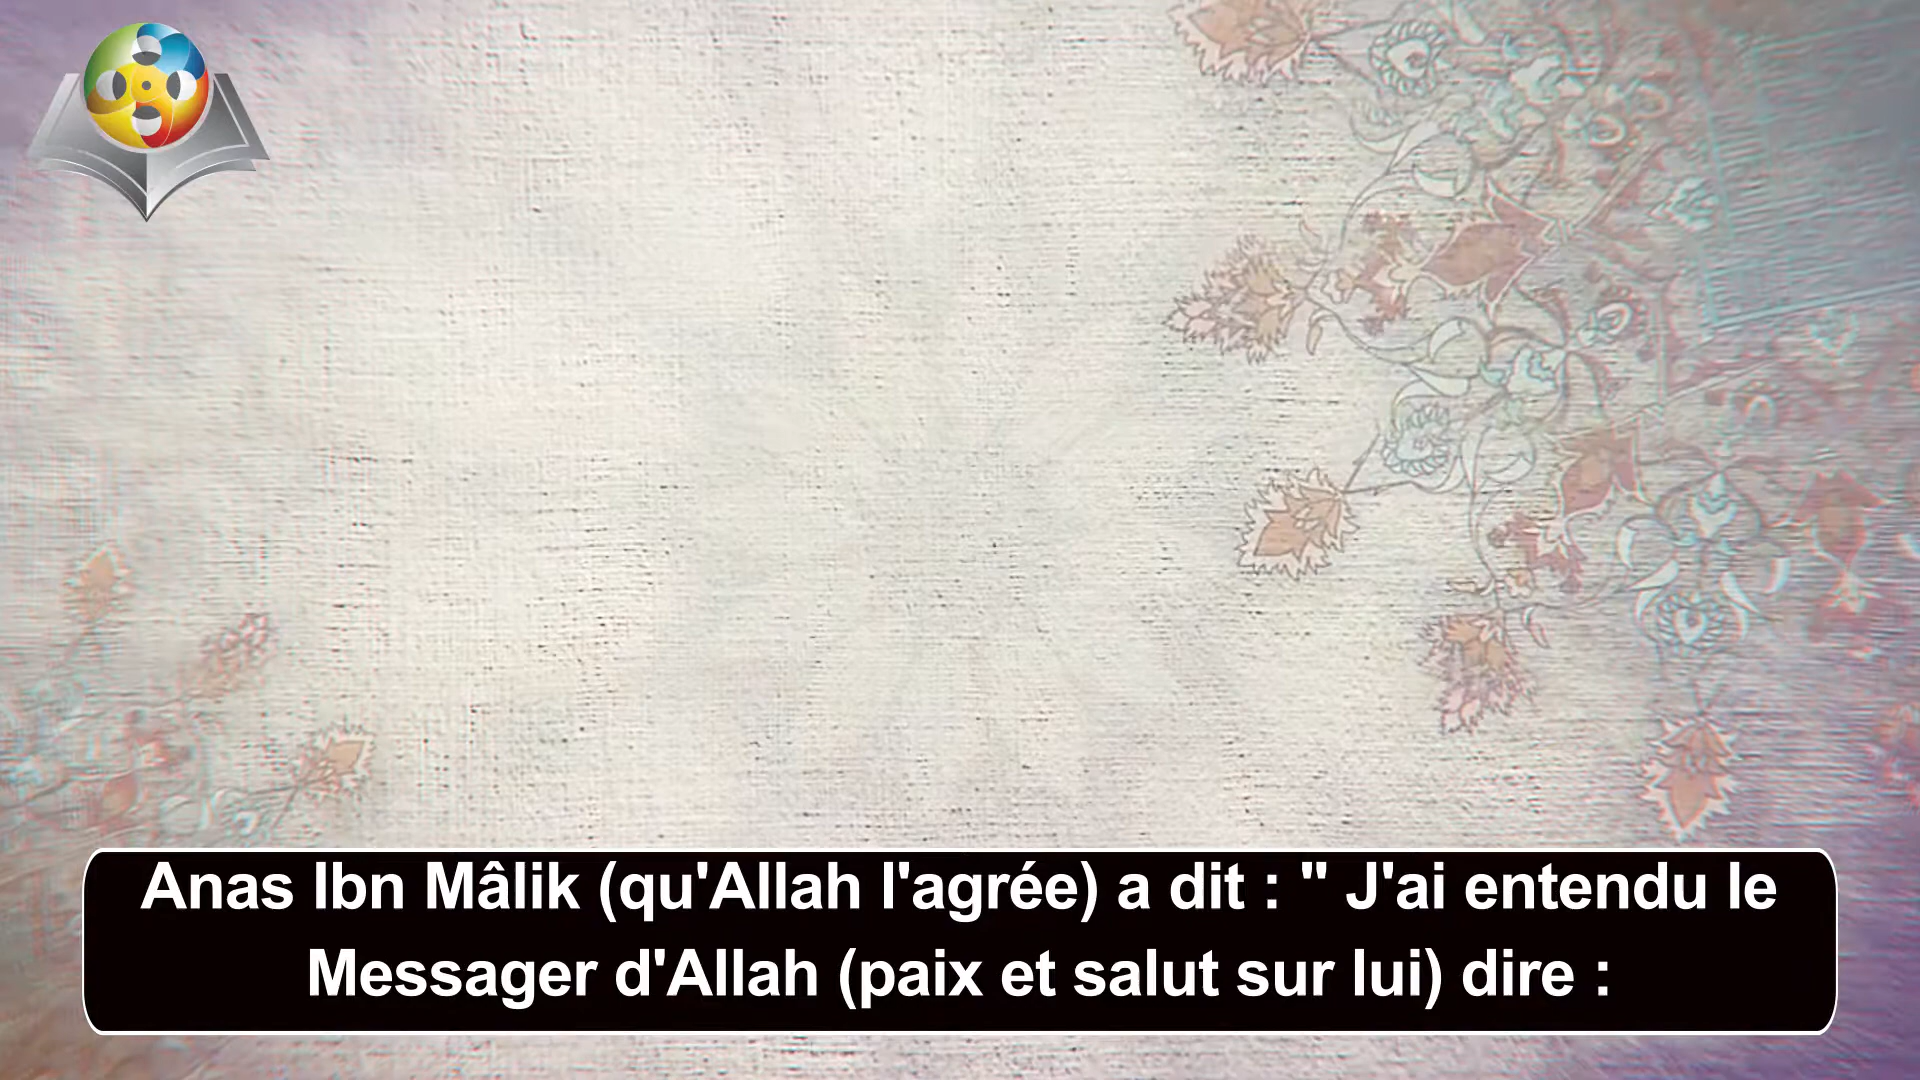 Anas Ibn Mâlik (qu'Allah l'agrée) a dit : " J'ai entendu le
Messager d'Allah (paix et salut sur lui) dire :